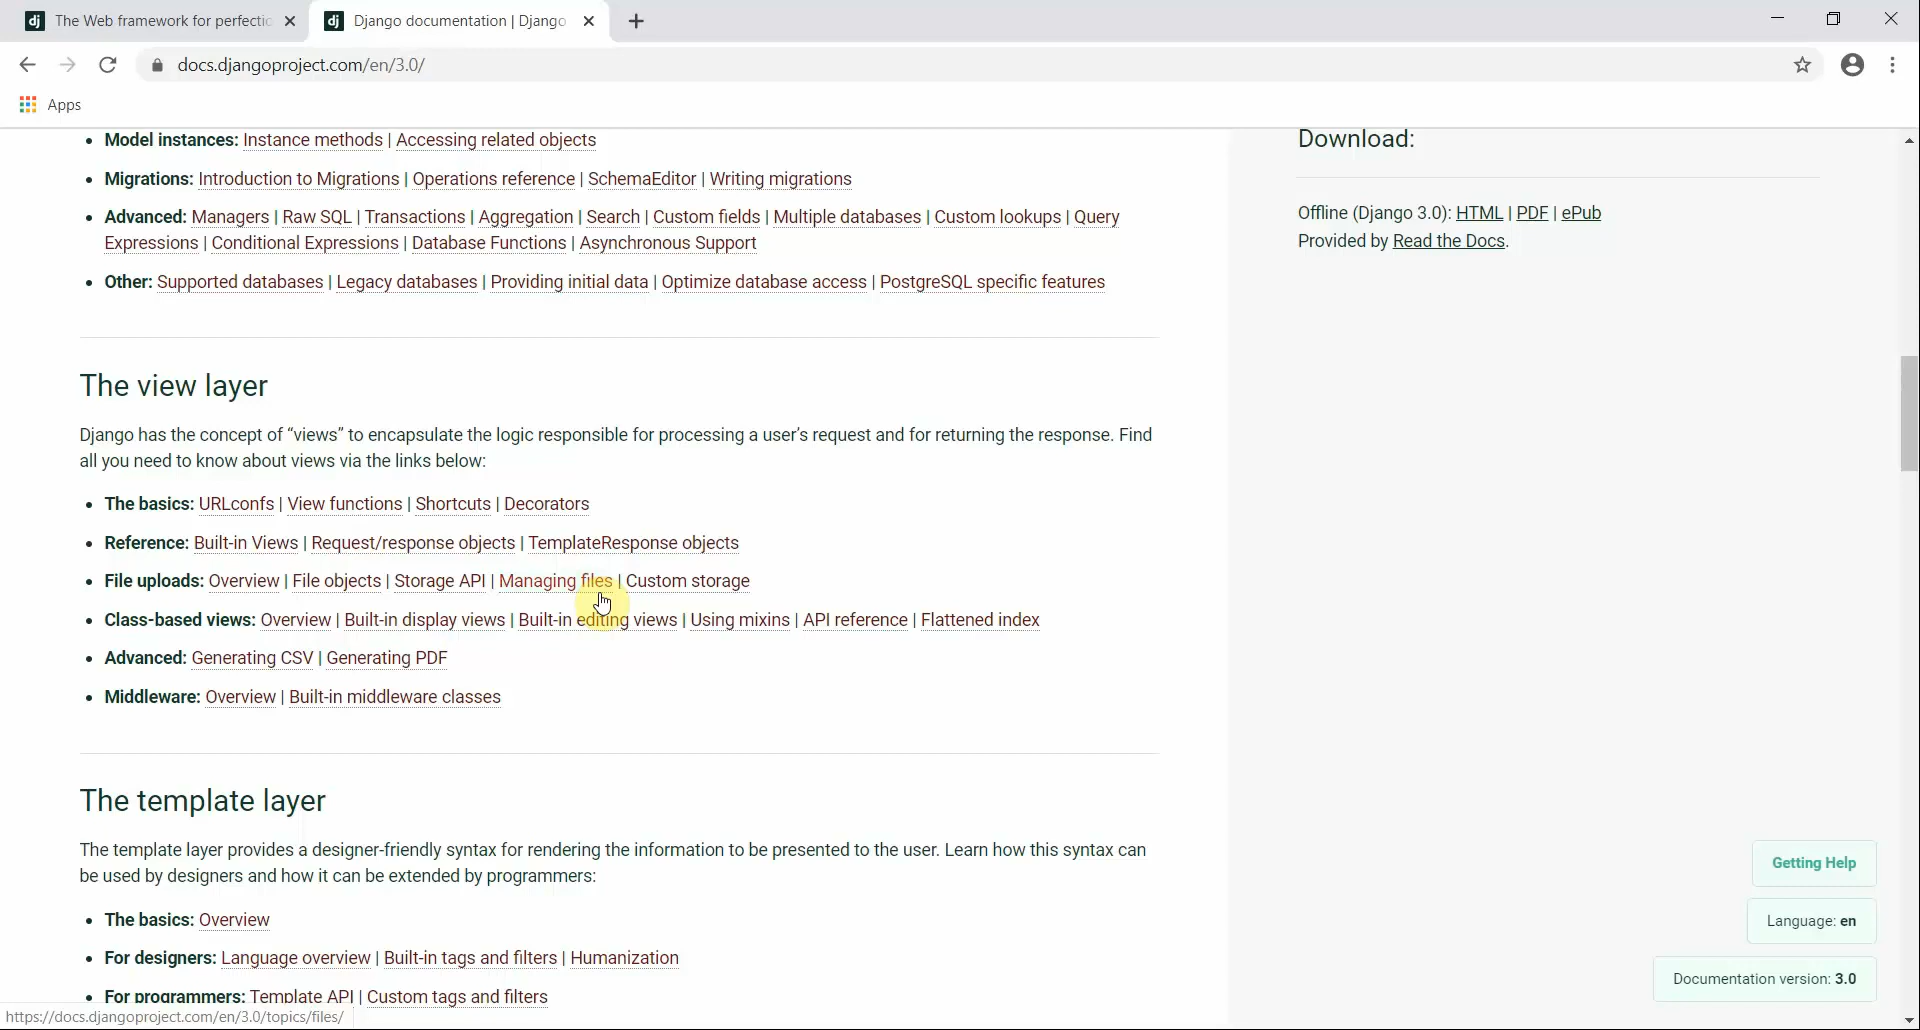 The Web framework for perfectic
Django documentation | Django
docs.djangoproject.com/en/3.0/
Apps
Model instances: Instance methods | Accessing related objects
Migrations: Introduction to Migrations | Operations reference | SchemaEditor | Writing migrations
Advanced: Managers | Raw SQL | Transactions | Aggregation | Search | Custom fields | Multiple databases | Custom lookups | Query
Expressions | Conditional Expressions | Database Functions | Asynchronous Support
Other: Supported databases | Legacy databases | Providing initial data | Optimize database access | PostgreSQL specific features
The view layer
Django has the concept of “views” to encapsulate the logic responsible for processing a user’s request and for returning the response. Find
all you need to know about views via the links below:
The basics: URLconfs | View functions | Shortcuts | Decorators
Reference: Built-in Views | Request/response objects | TemplateResponse objects
File uploads: Overview | File objects | Storage API | Managing files | Custom storage
Class-based views: Overview | Built-in display views | Built-in editing views | Using mixins | API reference | Flattened index
Advanced: Generating CSV | Generating PDF
Middleware: Overview | Built-in middleware classes
The template layer
The template layer provides a designer-friendly syntax for rendering the information to be presented to the user. Learn how this syntax can
be used by designers and how it can be extended by programmers:
The basics: Overview
For designers: Language overview | Built-in tags and filters | Humanization
For programmers: Template API | Custom tags and filters
https://docs.djangoproject.com/en/3.0/topics/files/
Download:
Offline (Django 3.0): HTML | PDF | ePub
Provided by Read the Docs.
Getting Help
Language: en
Documentation version: 3.0